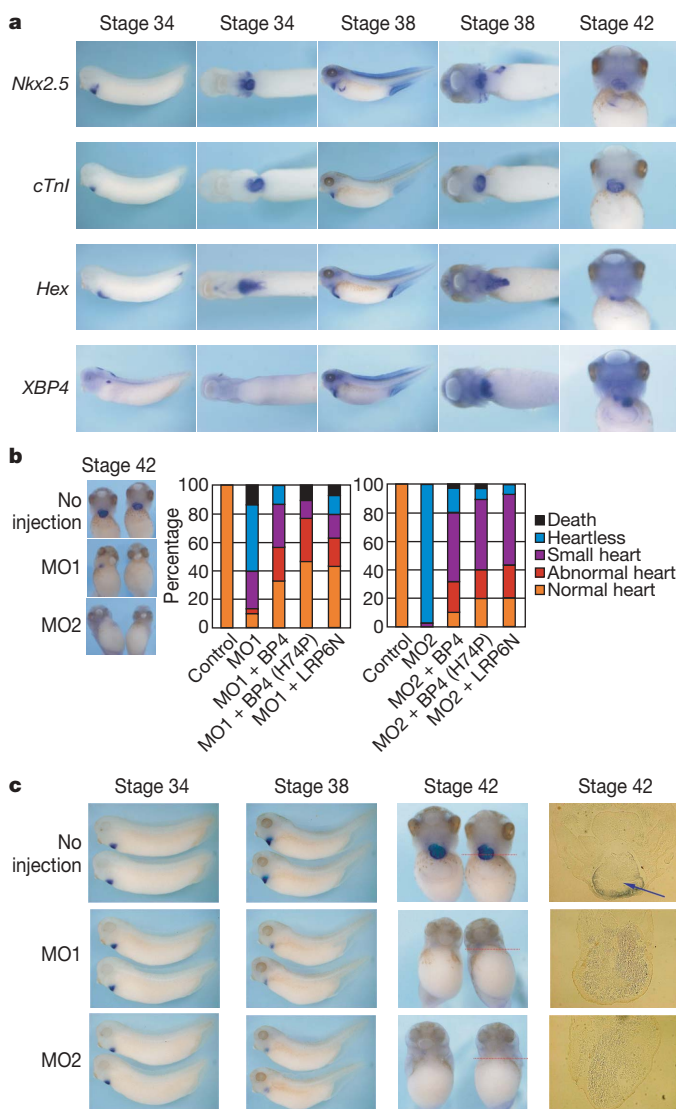 a
Stage 34 Stage 34 Stage 38 Stage 38 Stage 42
Nkx2.5
cTnI
Hex
XBP4
b
Stage 42
No injection
MO1
MO2
Percentage
100
80
60
40
20
0
Control
MO1
MO1 + BP4
MO1 + BP4 (H74P)
MO1 + LRP6N
100
80
60
40
20
0
Control
MO2
MO2 + BP4
MO2 + BP4 (H74P)
MO2 + LRP6N
Death
Heartless
Small heart
Abnormal heart
Normal heart
c
Stage 34 Stage 38 Stage 42 Stage 42
No injection
MO1
MO2